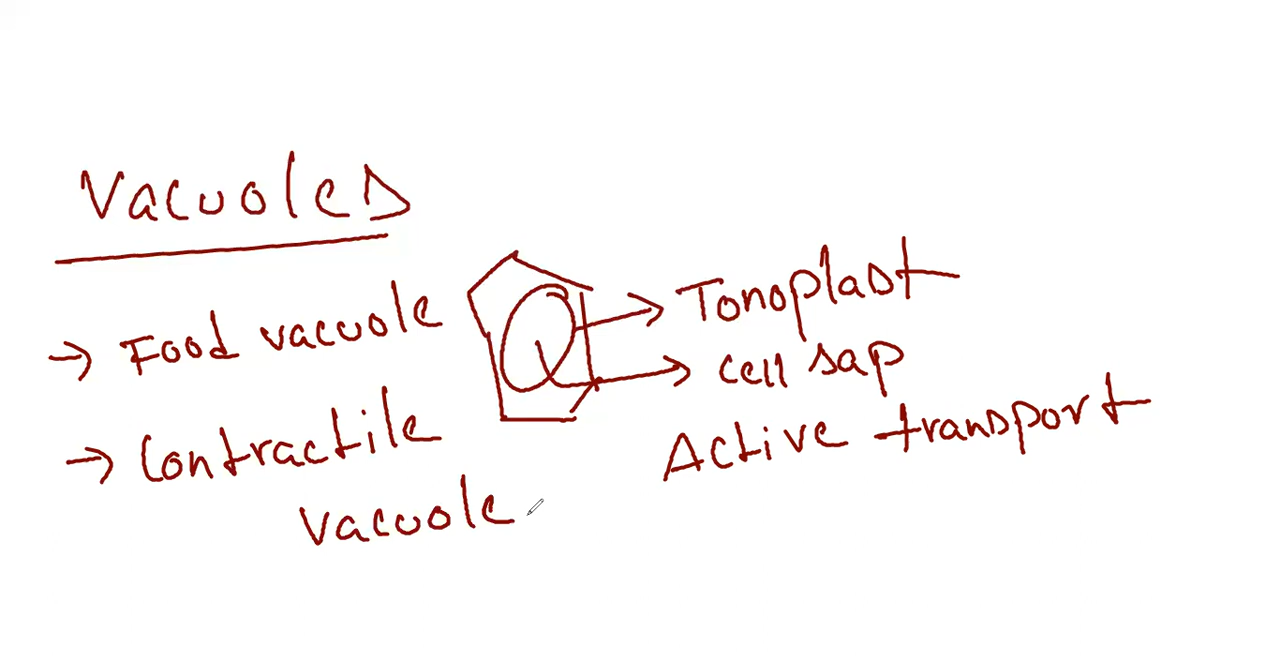 Vacuoles
→ Food vacuole
→ Contractile
vacuole
→ Tonoplast
→ cell sap
Active transport